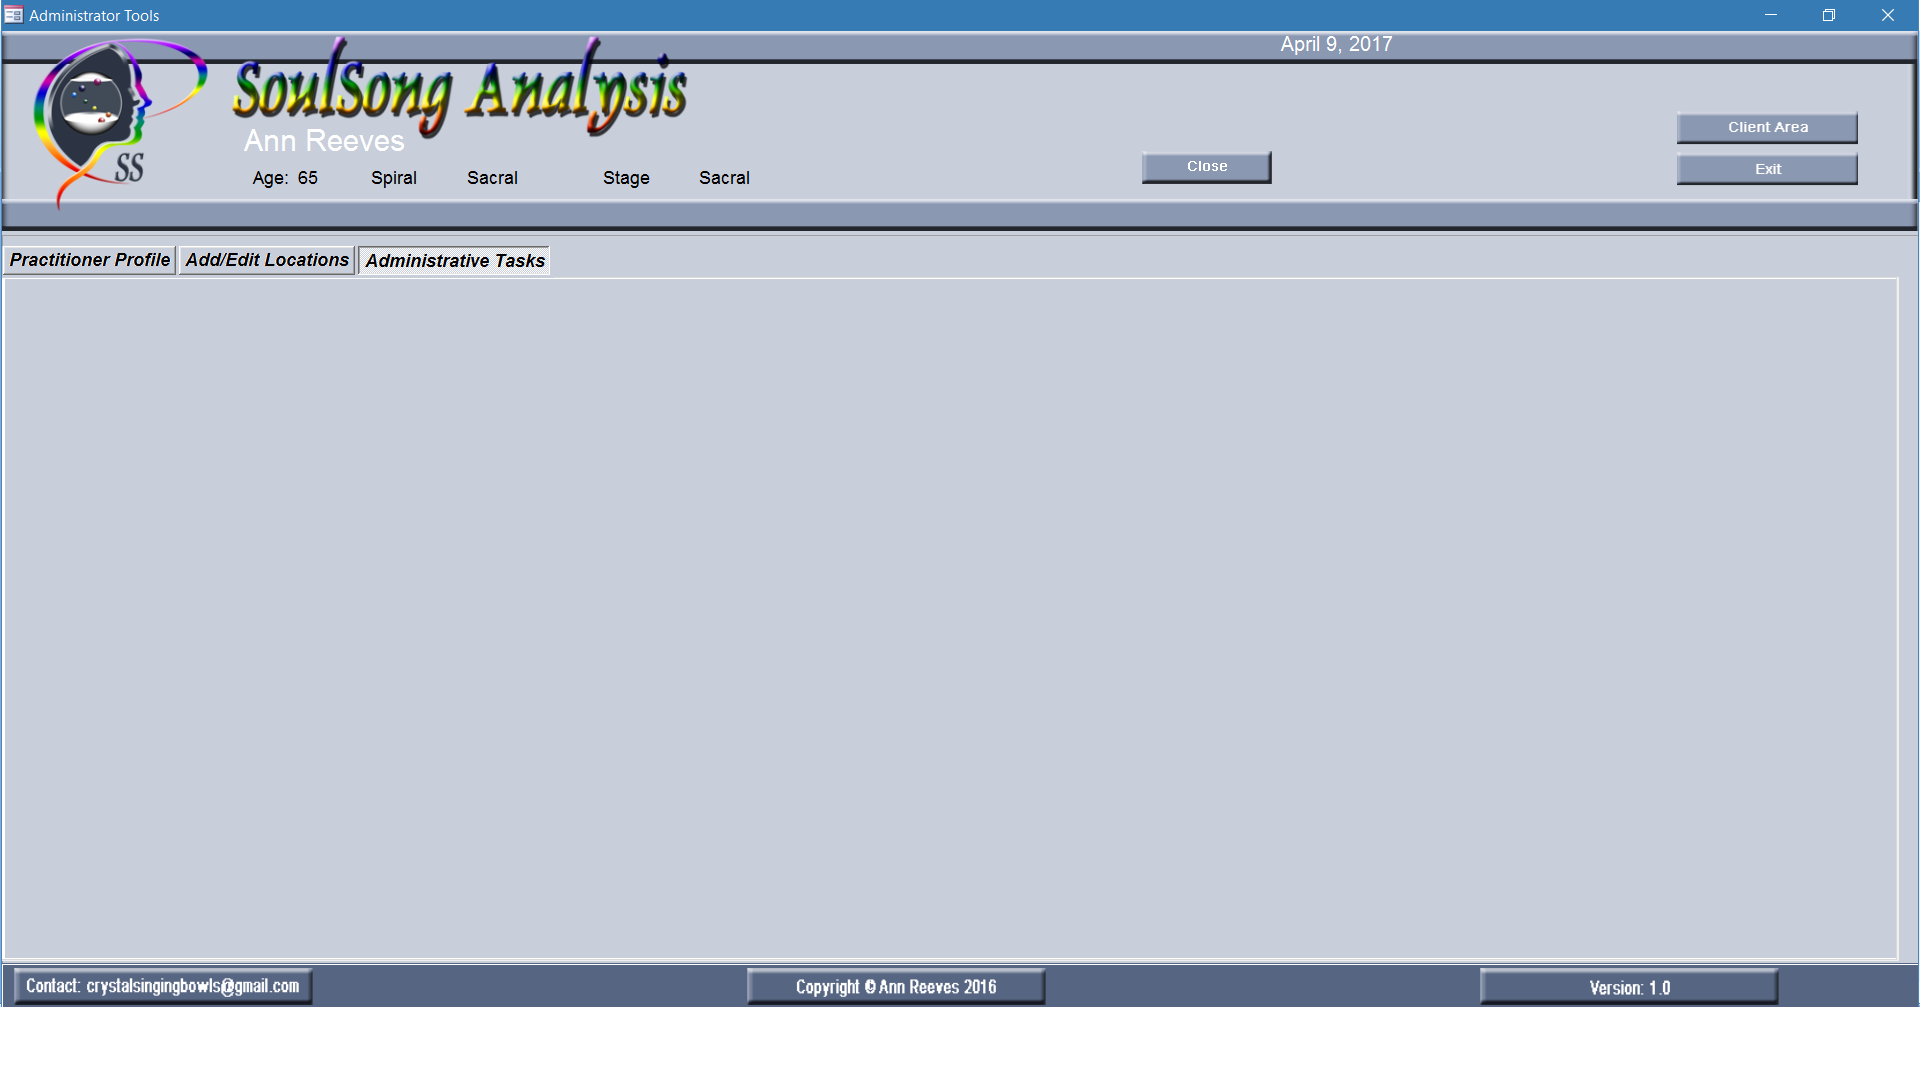 Administrator Tools
April 9, 2017
SoulSong Analysis
Ann Reeves
SS
Age: 65 Spiral Sacral Stage Sacral
Close
Client Area
Exit
Practitioner Profile Add/Edit Locations Administrative Tasks
Contact: crystalsingingbowls@gmail.com Copyright © Ann Reeves 2016 Version: 1.0